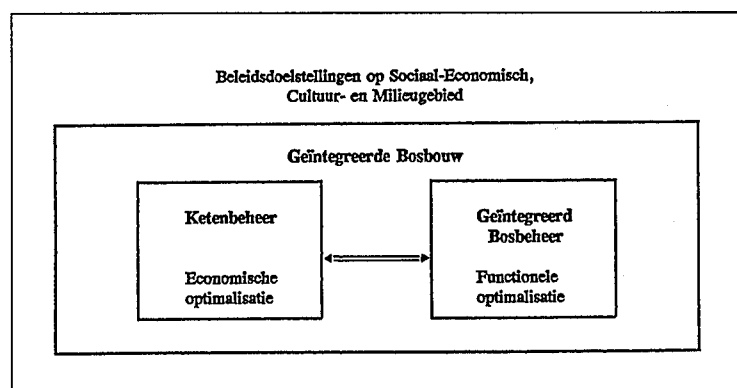 Beleidsdoelstellingen op Sociaal-Economisch,
Cultuur- en Milieugebied
Geïntegreerde Bosbouw
Ketenbeheer
Economische
optimalisatie
Geïntegreerd
Bosbeheer
Functionele
optimalisatie